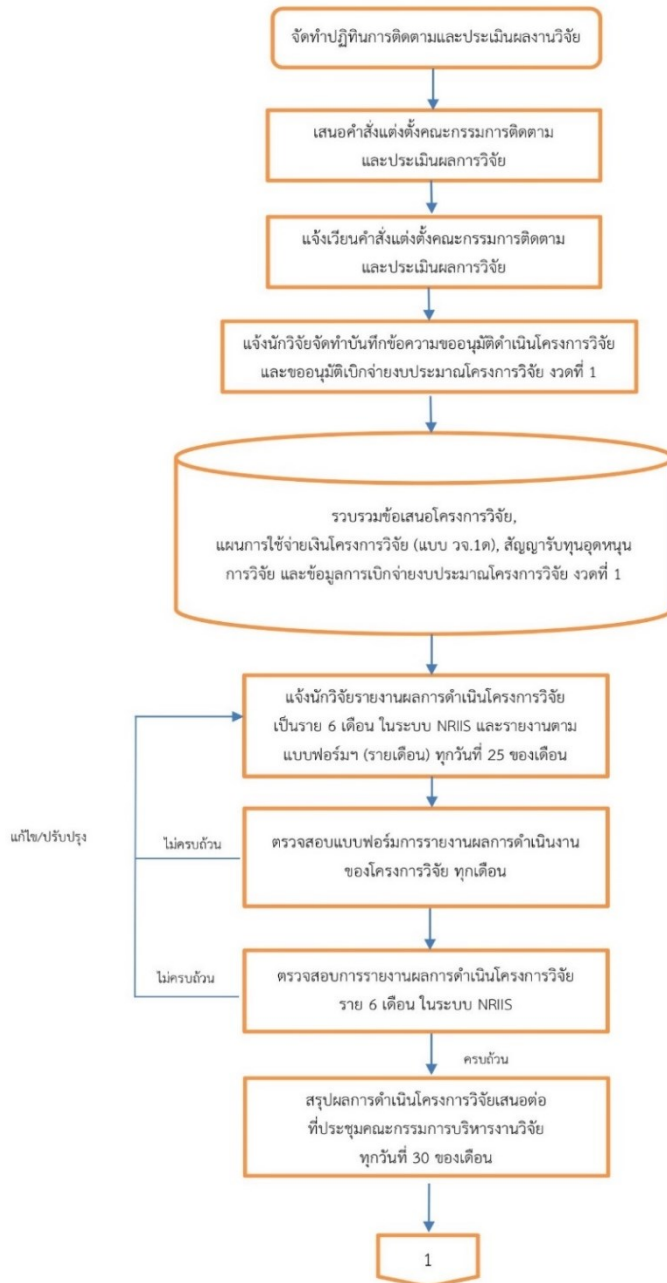 จัดทำปฏิทินการติดตามและประเมินผลงานวิจัย
เสนอคำสั่งแต่งตั้งคณะกรรมการติดตาม
และประเมินผลการวิจัย
แจ้งเวียนคำสั่งแต่งตั้งคณะกรรมการติดตาม
และประเมินผลการวิจัย
แจ้งนักวิจัยจัดทำบันทึกข้อความขออนุมัติดำเนินโครงการวิจัย
และขออนุมัติเบิกจ่ายงบประมาณโครงการวิจัย งวดที่ 1
รวบรวมข้อเสนอโครงการวิจัย,
แผนการใช้จ่ายเงินโครงการวิจัย (แบบ วจ.1ด), สัญญารับทุนอุดหนุน
การวิจัย และข้อมูลการเบิกจ่ายงบประมาณโครงการวิจัย งวดที่ 1
แจ้งนักวิจัยรายงานผลการดำเนินโครงการวิจัย
เป็นราย 6 เดือน ในระบบ NRIIS และรายงานตาม
แบบฟอร์มฯ (รายเดือน) ทุกวันที่ 25 ของเดือน
แก้ไข/ปรับปรุง
ไม่ครบถ้วน
ตรวจสอบแบบฟอร์มการรายงานผลการดำเนินงาน
ของโครงการวิจัย ทุกเดือน
ไม่ครบถ้วน
ตรวจสอบการรายงานผลการดำเนินโครงการวิจัย
ราย 6 เดือน ในระบบ NRIIS
ครบถ้วน
สรุปผลการดำเนินโครงการวิจัยเสนอต่อ
ที่ประชุมคณะกรรมการบริหารงานวิจัย
ทุกวันที่ 30 ของเดือน
1